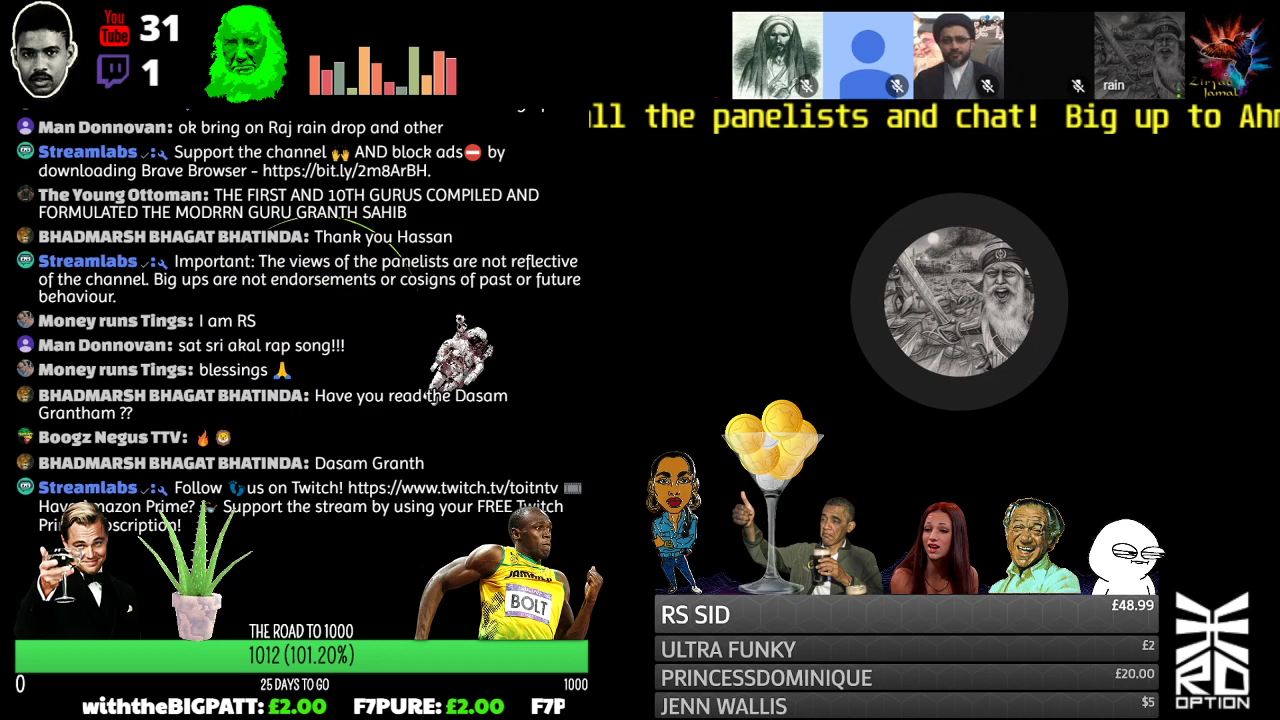 You
Tube 31
1
rain
Ziryab
Jamal
all the panelists and chat! Big up to Ah
Man Donnovan: ok bring on Raj rain drop and other
Streamlabs Support the channel 🙌 AND block ads⛔ by
downloading Brave Browser - https://bit.ly/2m8ArBH.
The Young Ottoman: THE FIRST AND 10TH GURUS COMPILED AND
FORMULATED THE MODRRN GURU GRANTH SAHIB
BHADMARSH BHAGAT BHATINDA: Thank you Hassan
Streamlabs Important: The views of the panelists are not reflective
of the channel. Big ups are not endorsements or cosigns of past or future
behaviour.
Money runs Tings: I am RS
Man Donnovan: sat sri akal rap song!!!
Money runs Tings: blessings 🙏
BHADMARSH BHAGAT BHATINDA: Have you read the Dasam
Grantham ??
Boogz Negus TTV: 🔥🦁
BHADMARSH BHAGAT BHATINDA: Dasam Granth
Streamlabs Follow 👣us on Twitch! https://www.twitch.tv/toitntv
Have Amazon Prime? Support the stream by using your FREE Twitch
JAMAICA
BOLT
THE ROAD TO 1000
1012 (101.20%)
0 25 DAYS TO GO 1000
withtheBIGPATT: £2.00 F7PURE: £2.00 F7P
RS SID £48.99
ULTRA FUNKY £2
PRINCESSDOMINIQUE £20.00
JENN WALLIS $5
OPTION